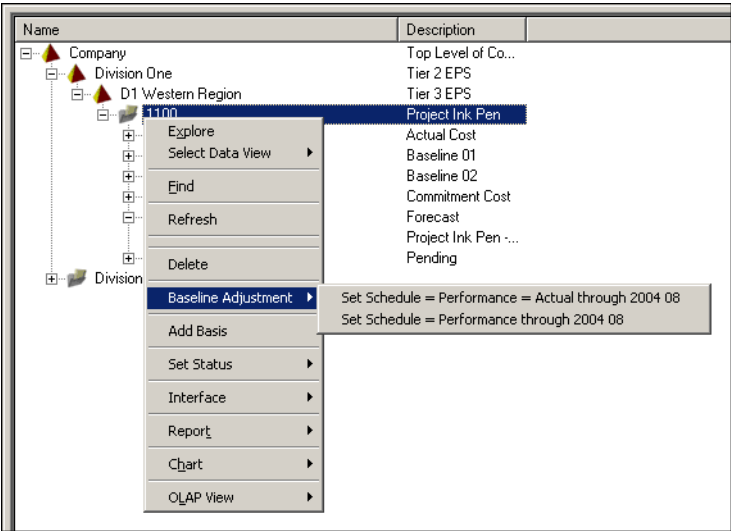 Name Description
Company Top Level of Co...
Division One Tier 2 EPS
D1 Western Region Tier 3 EPS
1100 Project Ink Pen
Explore Actual Cost
Select Data View Baseline 01
Baseline 02
Find Commitment Cost
Refresh Forecast
Project Ink Pen -...
Delete Pending
Division
Baseline Adjustment Set Schedule = Performance = Actual through 2004 08
Set Schedule = Performance through 2004 08
Add Basis
Set Status
Interface
Report
Chart
OLAP View